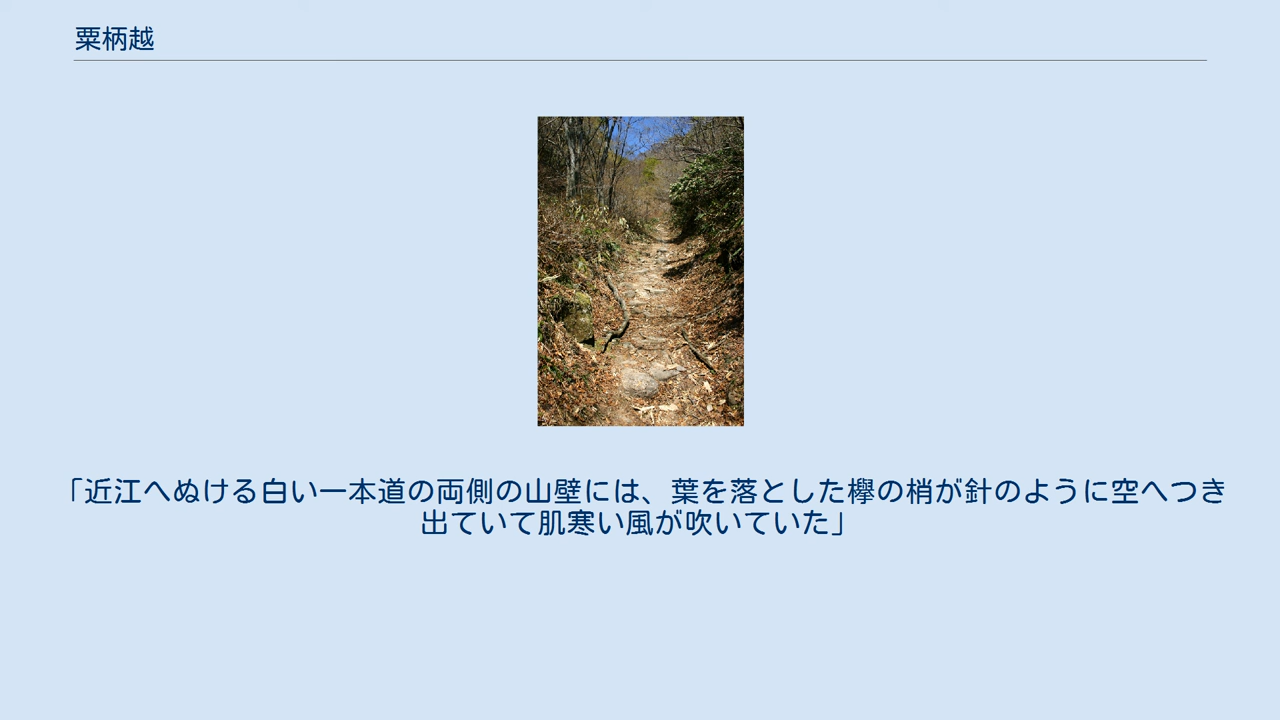 粟柄越
「近江へぬける白い一本道の両側の山壁には、葉を落とした欅の梢が針のように空へつき
出ていて肌寒い風が吹いていた」